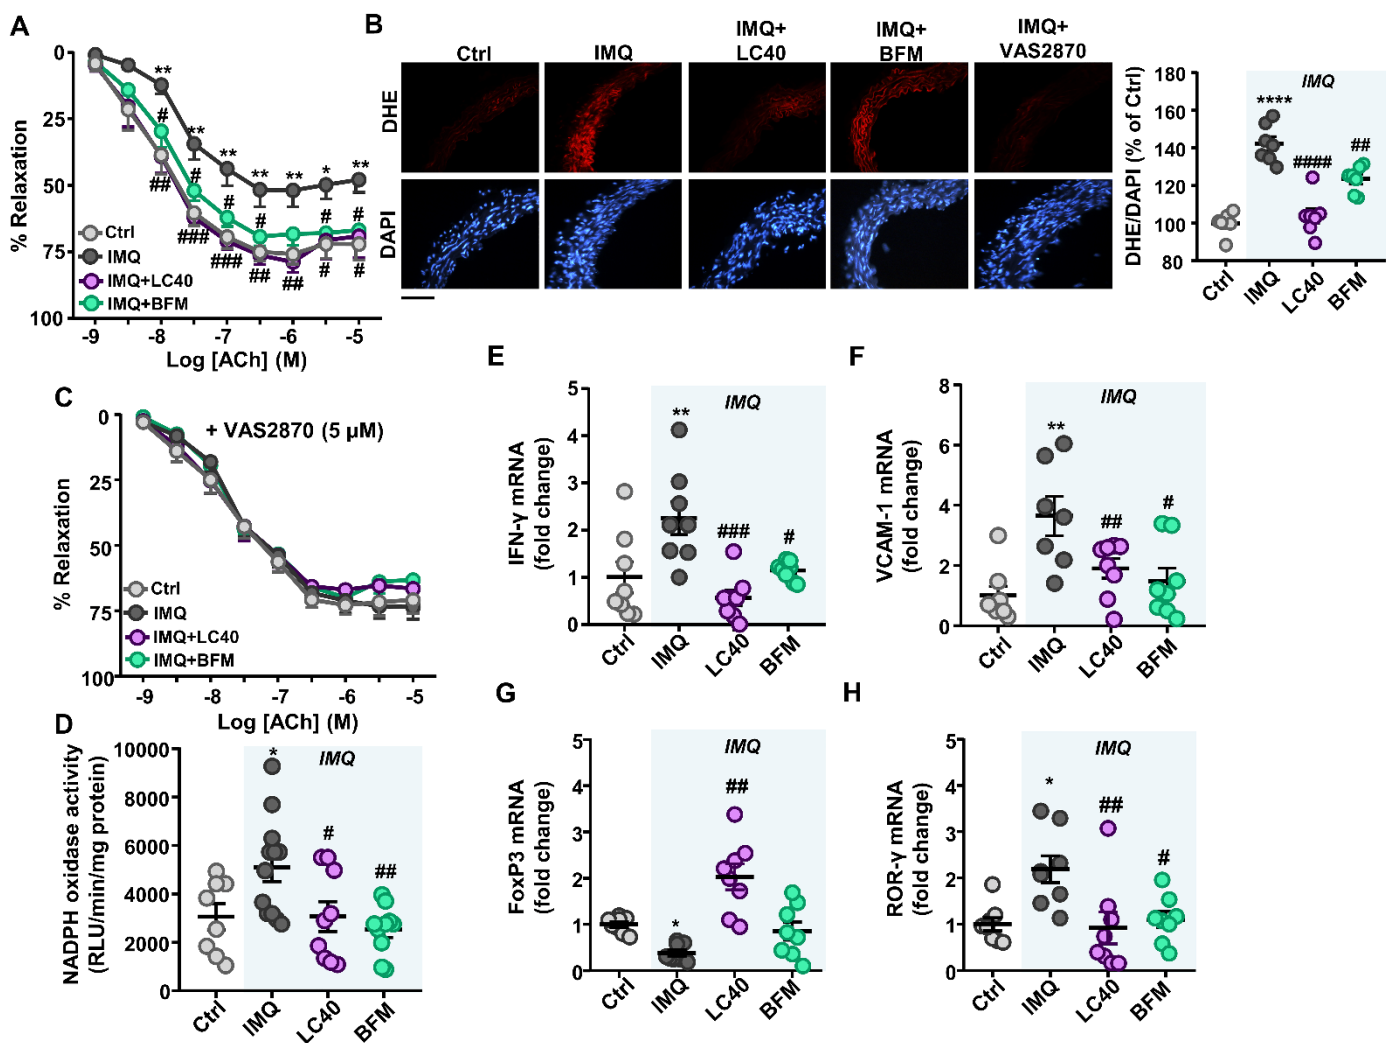 A
0
25
50
75
100
% Relaxation
** ** ** ** ** * **
# # # # # #
## ### ### ## ## # #
Ctrl
IMQ
IMQ+LC40
IMQ+BFM
-9 -8 -7 -6 -5
Log [ACh] (M)
B
Ctrl
IMQ
IMQ+
LC40
IMQ+
BFM
IMQ+
VAS2870
DHE
DAPI
DHE/DAPI (% of Ctrl)
180
160
140
120
100
80
IMQ
****
####
##
Ctrl IMQ LC40 BFM
C
+ VAS2870 (5 µM)
0
25
50
75
100
% Relaxation
Ctrl
IMQ
IMQ+LC40
IMQ+BFM
-9 -8 -7 -6 -5
Log [ACh] (M)
D
NADPH oxidase activity
(RLU/min/mg protein)
10000
8000
6000
4000
2000
0
IMQ
*
#
##
Ctrl IMQ LC40 BFM
E
IFN-γ mRNA
(fold change)
5
4
3
2
1
0
IMQ
**
###
#
Ctrl IMQ LC40 BFM
F
VCAM-1 mRNA
(fold change)
8
6
4
2
0
IMQ
**
##
#
Ctrl IMQ LC40 BFM
G
FoxP3 mRNA
(fold change)
5
4
3
2
1
0
IMQ
*
##
Ctrl IMQ LC40 BFM
H
ROR-γ mRNA
(fold change)
5
4
3
2
1
0
IMQ
*
##
#
Ctrl IMQ LC40 BFM